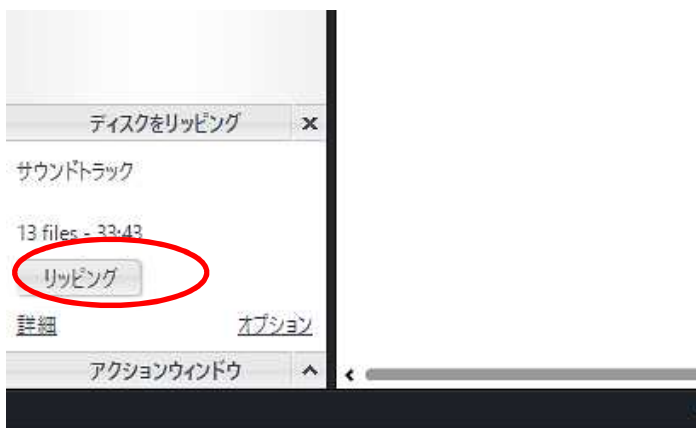 ディスクをリッピング ×
サウンドトラック
13 files - 33:43
リッピング
詳細 オプション
アクションウィンドウ